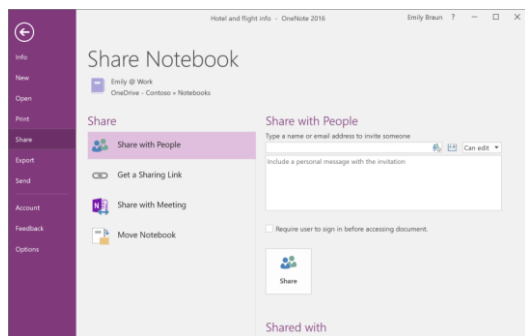 Hotel and flight info - OneNote 2016
Emily Braun ?
Info
New
Open
Print
Share
Export
Send
Account
Feedback
Options
Share Notebook
Emily @ Work
OneDrive - Contoso » Notebooks
Share
Share with People
Get a Sharing Link
Share with Meeting
Move Notebook
Share with People
Type a name or email address to invite someone
Can edit
Include a personal message with the invitation
Require user to sign in before accessing document.
Share
Shared with